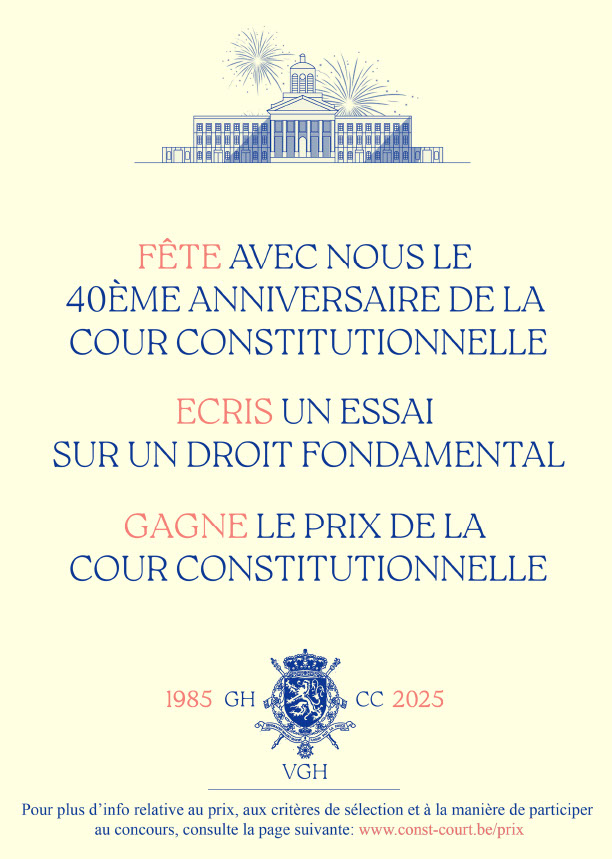 FÊTE AVEC NOUS LE
40ÈME ANNIVERSAIRE DE LA
COUR CONSTITUTIONNELLE
ECRIS UN ESSAI
SUR UN DROIT FONDAMENTAL
GAGNE LE PRIX DE LA
COUR CONSTITUTIONNELLE
1985 GH CC 2025
VGH
Pour plus d’info relative au prix, aux critères de sélection et à la manière de participer
au concours, consulte la page suivante: www.const-court.be/prix